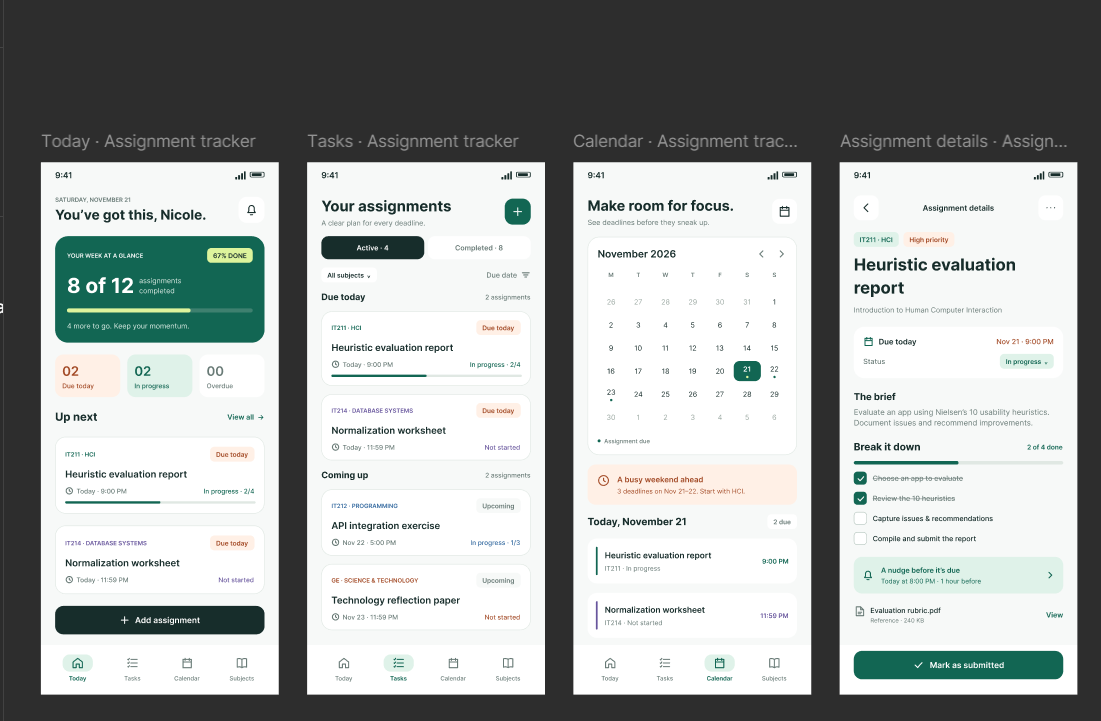 Today · Assignment tracker
9:41
SATURDAY, NOVEMBER 21
You've got this, Nicole.
YOUR WEEK AT A GLANCE
67% DONE
8 of 12
assignments
completed
4 more to go. Keep your momentum.
02
Due today
02
In progress
00
Overdue
Up next
View all →
IT211 · HCI
Due today
Heuristic evaluation report
Today · 9:00 PM
In progress · 2/4
IT214 · DATABASE SYSTEMS
Due today
Normalization worksheet
Today · 11:59 PM
Not started
+ Add assignment
Today
Tasks
Calendar
Subjects
Tasks · Assignment tracker
9:41
Your assignments
A clear plan for every deadline.
+
Active · 4
Completed · 8
All subjects
Due date
Due today
2 assignments
IT211 · HCI
Due today
Heuristic evaluation report
Today · 9:00 PM
In progress · 2/4
IT214 · DATABASE SYSTEMS
Due today
Normalization worksheet
Today · 11:59 PM
Not started
Coming up
2 assignments
IT212 · PROGRAMMING
Upcoming
API integration exercise
Nov 22 · 5:00 PM
In progress · 1/3
GE · SCIENCE & TECHNOLOGY
Upcoming
Technology reflection paper
Nov 23 · 11:59 PM
Not started
Today
Tasks
Calendar
Subjects
Calendar · Assignment trac...
9:41
Make room for focus.
See deadlines before they sneak up.
November 2026
M T W T F S S
26 27 28 29 30 31 1
2 3 4 5 6 7 8
9 10 11 12 13 14 15
16 17 18 19 20 21 22
23 24 25 26 27 28 29
30 1 2 3 4 5 6
Assignment due
A busy weekend ahead
3 deadlines on Nov 21–22. Start with HCI.
Today, November 21
2 due
Heuristic evaluation report
IT211 · In progress
9:00 PM
Normalization worksheet
IT214 · Not started
11:59 PM
Today
Tasks
Calendar
Subjects
Assignment details · Assign...
9:41
Assignment details
IT211 · HCI
High priority
Heuristic evaluation
report
Introduction to Human Computer Interaction
Due today
Nov 21 · 9:00 PM
Status
In progress
The brief
Evaluate an app using Nielsen's 10 usability heuristics.
Document issues and recommend improvements.
Break it down
2 of 4 done
Choose an app to evaluate
Review the 10 heuristics
Capture issues & recommendations
Compile and submit the report
A nudge before it's due
Today at 8:00 PM · 1 hour before
Evaluation rubric.pdf
Reference · 240 KB
View
Mark as submitted